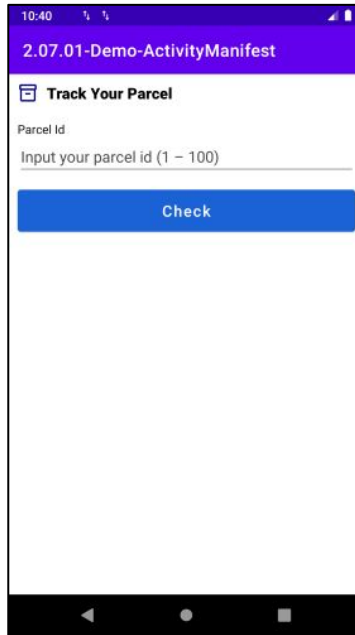 10:40
2.07.01-Demo-ActivityManifest
Track Your Parcel
Parcel Id
Input your parcel id (1 – 100)
Check